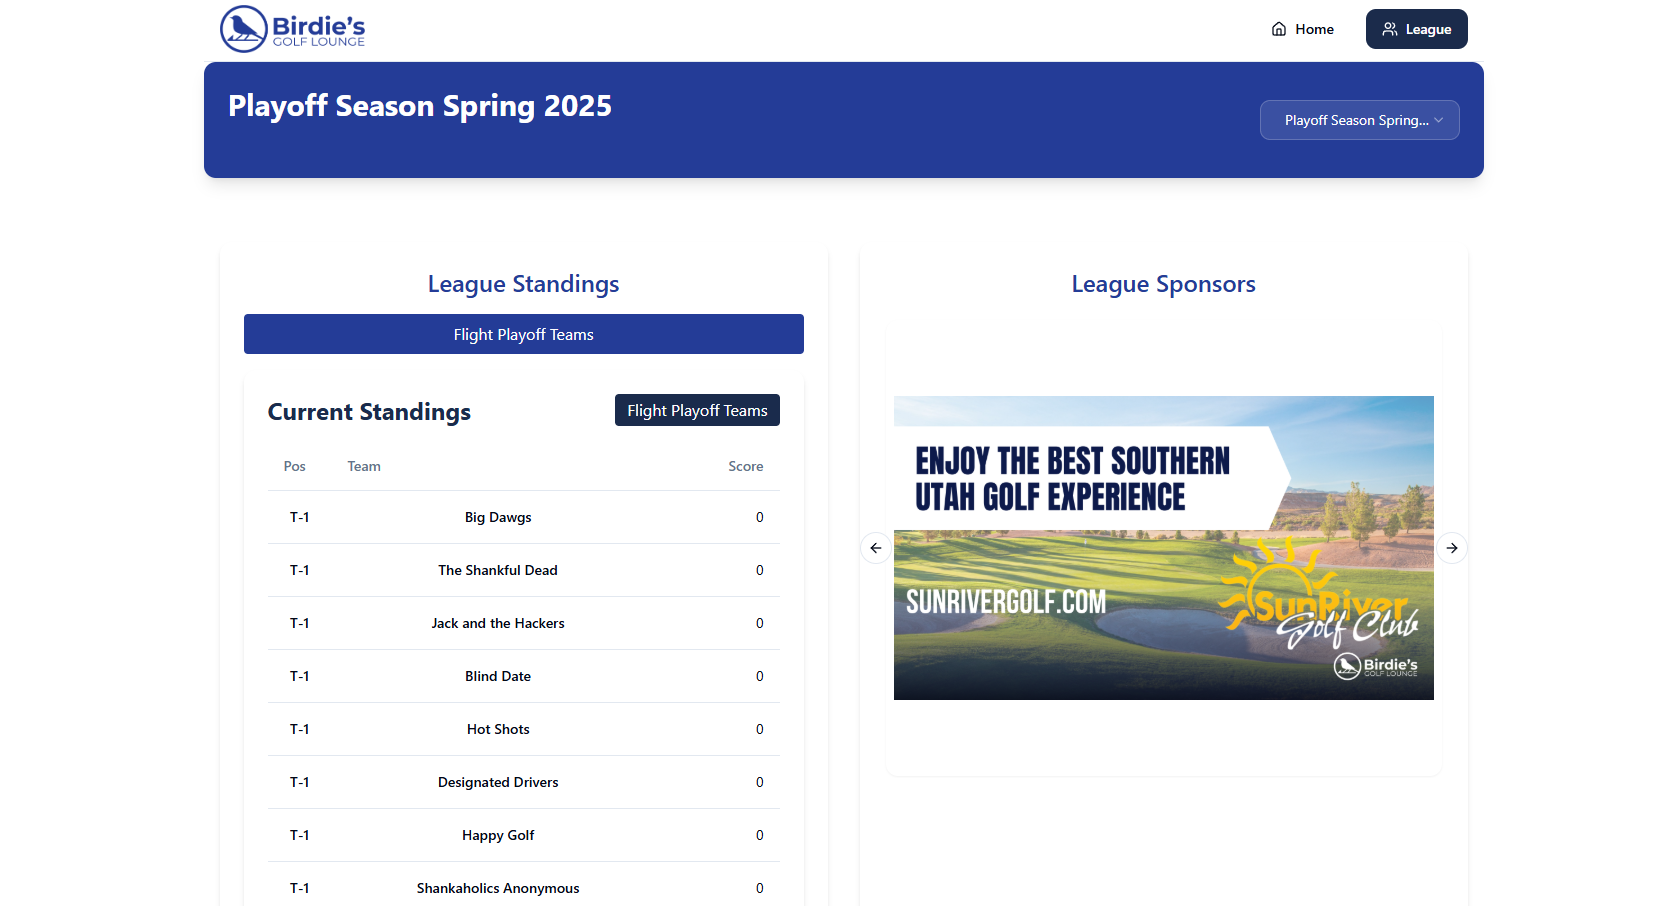 Birdie's
GOLF LOUNGE
Home
League
Playoff Season Spring 2025
Playoff Season Spring...
League Standings
Flight Playoff Teams
Current Standings
Flight Playoff Teams
Pos Team Score
T-1 Big Dawgs 0
T-1 The Shankful Dead 0
T-1 Jack and the Hackers 0
T-1 Blind Date 0
T-1 Hot Shots 0
T-1 Designated Drivers 0
T-1 Happy Golf 0
T-1 Shankaholics Anonymous 0
League Sponsors
ENJOY THE BEST SOUTHERN
UTAH GOLF EXPERIENCE
SUNRIVERGOLF.COM
SunRiver
Golf Club
Birdie's
GOLF LOUNGE